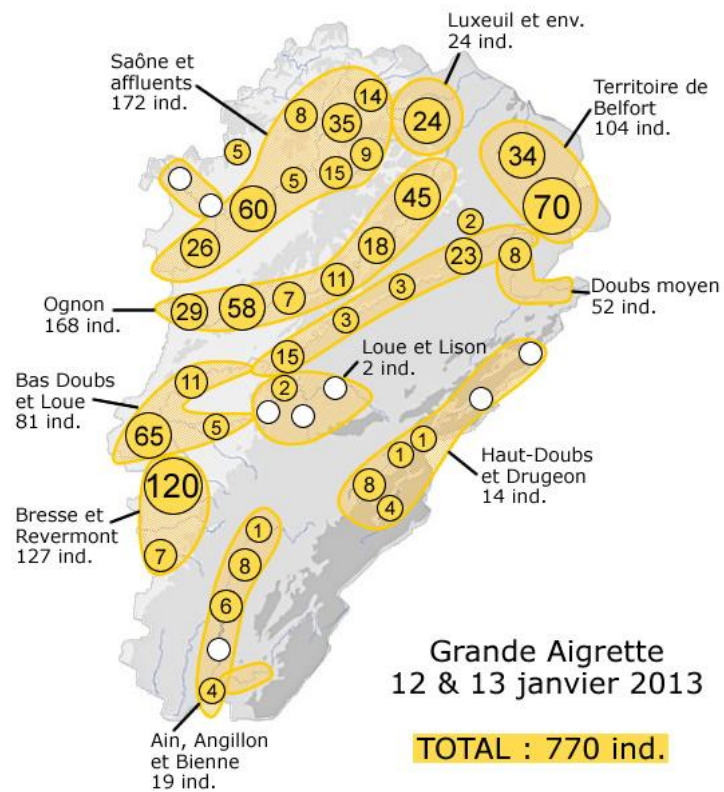 Luxeuil et env.
24 ind.
Saône et
affluents
172 ind.
Territoire de
Belfort
104 ind.
14
8
35
24
5
9
34
15
5
45
70
60
2
26
18
23
8
11
3
7
58
29
3
Doubs moyen
52 ind.
Ognon
168 ind.
15
Loue et Lison
2 ind.
11
2
Bas Doubs
et Loue
81 ind.
5
65
1
1
Haut-Doubs
et Drugeon
14 ind.
8
120
4
Bresse et
Revermont
127 ind.
1
7
8
6
4
Grande Aigrette
12 & 13 janvier 2013
Ain, Angillon
et Bienne
19 ind.
TOTAL : 770 ind.